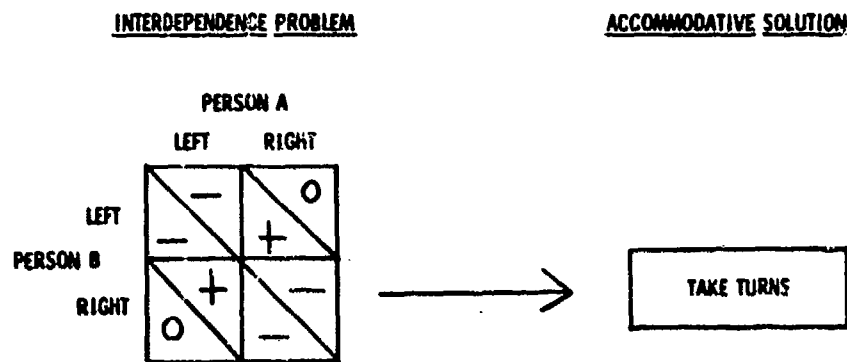 INTERDEPENDENCE PROBLEM ACCOMMODATIVE SOLUTION
PERSON A
LEFT RIGHT
— O
LEFT
— +
PERSON B
+ —
TAKE TURNS
RIGHT
O —